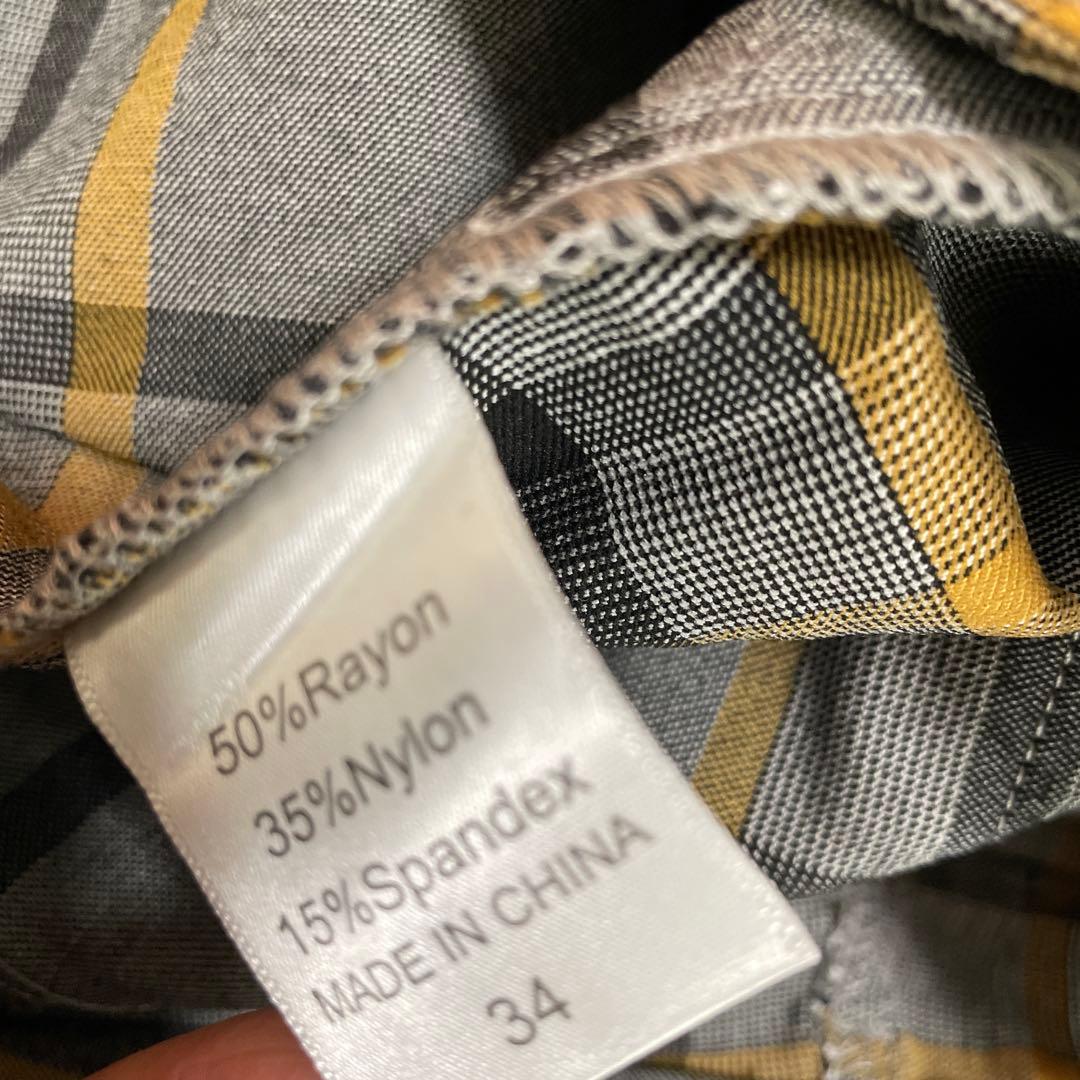 50%Rayon
35%Nylon
15%Spandex
MADE IN CHINA
34